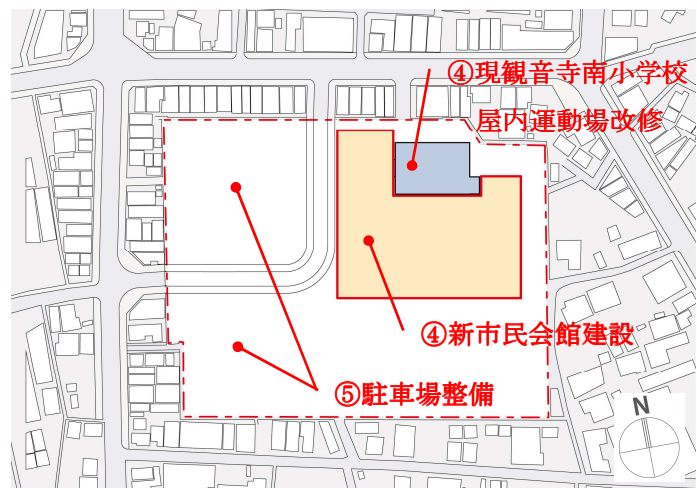 ④現観音寺南小学校
屋内運動場改修
④新市民会館建設
⑤駐車場整備
N